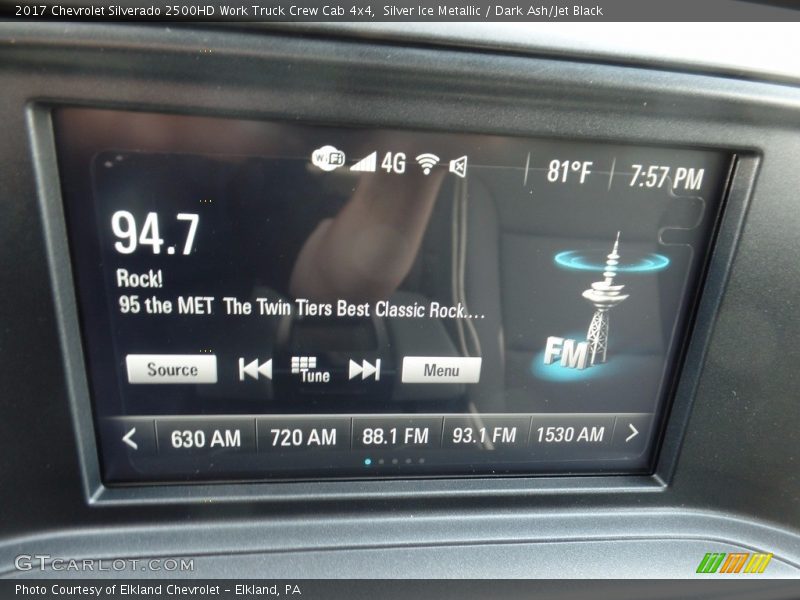 2017 Chevrolet Silverado 2500HD Work Truck Crew Cab 4x4,  Silver Ice Metallic / Dark Ash/Jet Black
WiFi 4G 81°F 7:57 PM
94.7
Rock!
95 the MET  The Twin Tiers Best Classic Rock....
FM
Source Tune Menu
< 630 AM 720 AM 88.1 FM 93.1 FM 1530 AM >
GTCARLOT.COM
Photo Courtesy of Elkland Chevrolet - Elkland, PA